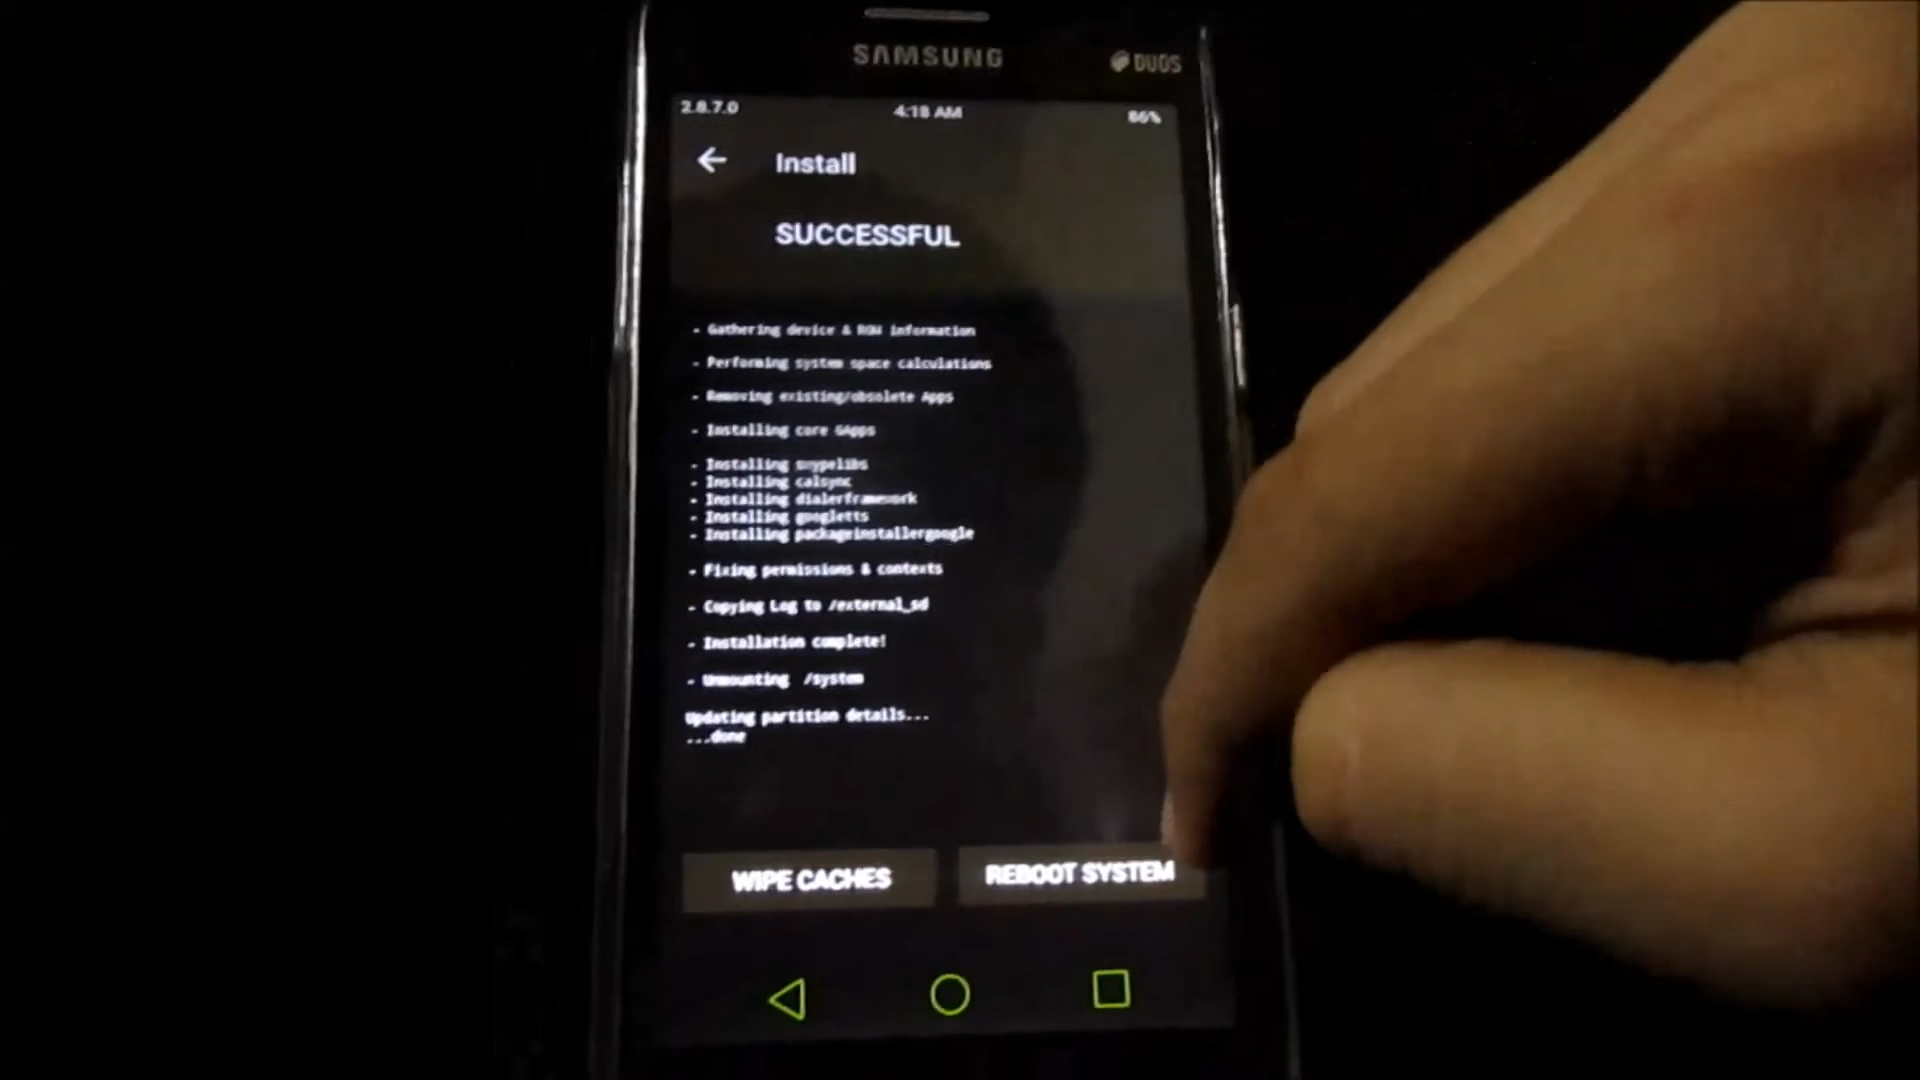 SAMSUNG
DUOS
2.8.7.0 4:18 AM 86%
Install
SUCCESSFUL
- Gathering device & ROM information
- Performing system space calculations
- Removing existing/obsolete Apps
- Installing core GApps
- Installing swypelibs
- Installing calsync
- Installing dialerframework
- Installing googletts
- Installing packageinstallergoogle
- Fixing permissions & contexts
- Copying Log to /external_sd
- Installation complete!
- Unmounting /system
Updating partition details...
...done
WIPE CACHES
REBOOT SYSTEM